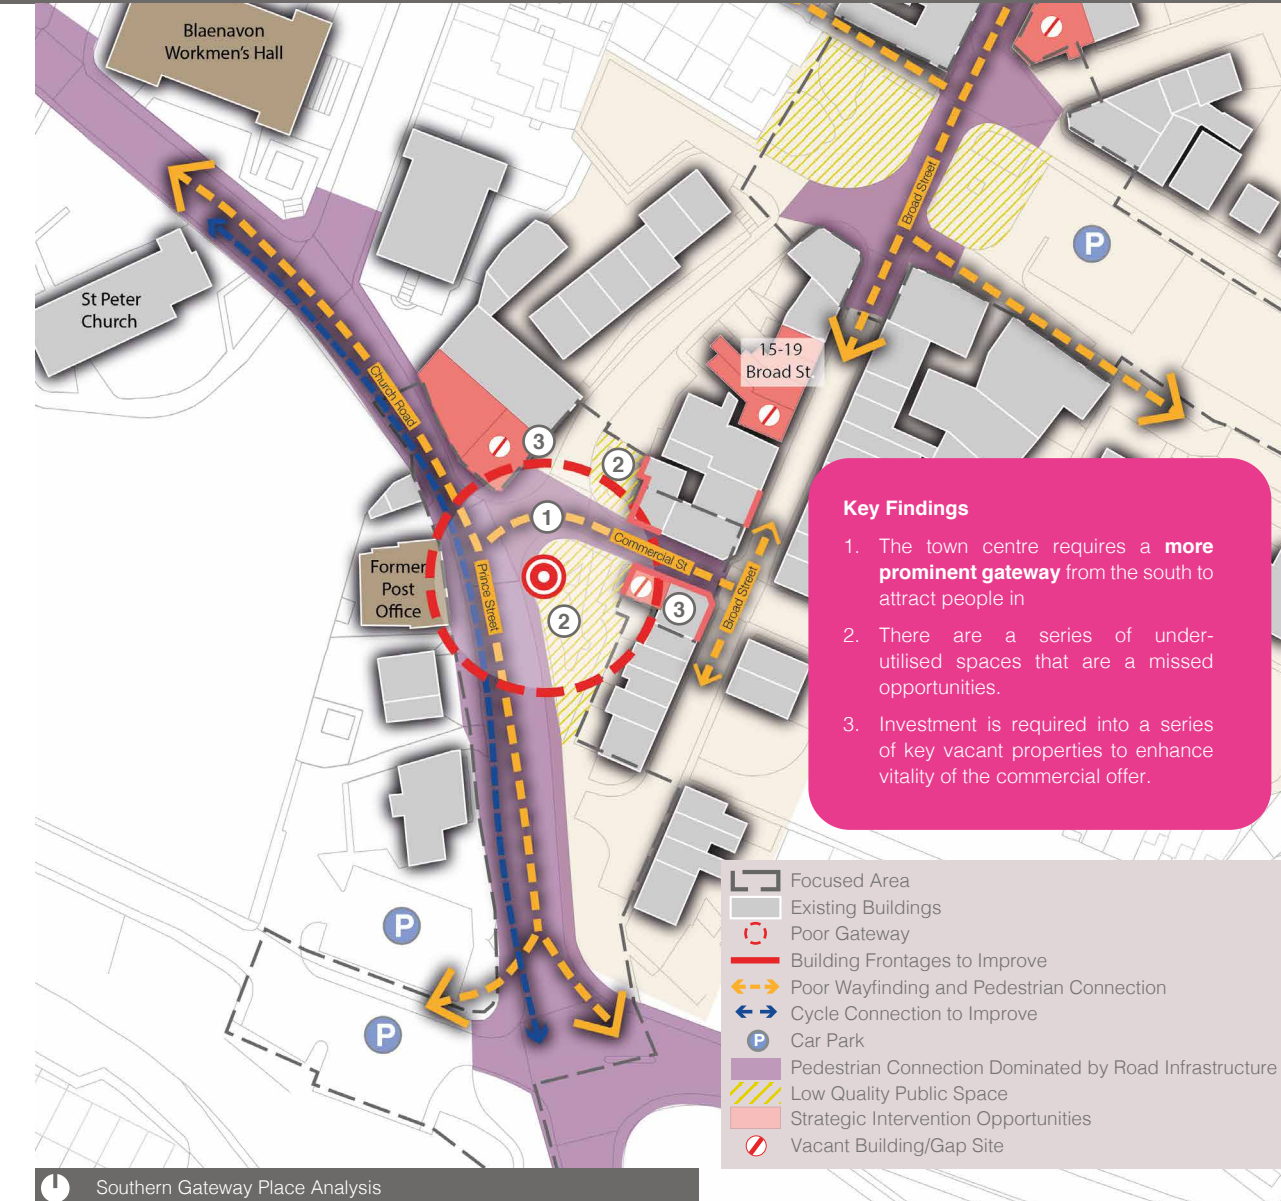 Blaenavon
Workmen's Hall
St Peter
Church
Broad Street
P
15-19
Broad St.
Church Road
3
2
1
Commercial St
Former
Post
Office
Prince Street
2
3
Broad Street
P
P
Key Findings
1. The town centre requires a more
prominent gateway from the south to
attract people in
2. There are a series of under-
utilised spaces that are a missed
opportunities.
3. Investment is required into a series
of key vacant properties to enhance
vitality of the commercial offer.
Focused Area
Existing Buildings
Poor Gateway
Building Frontages to Improve
Poor Wayfinding and Pedestrian Connection
Cycle Connection to Improve
P Car Park
Pedestrian Connection Dominated by Road Infrastructure
Low Quality Public Space
Strategic Intervention Opportunities
Vacant Building/Gap Site
Southern Gateway Place Analysis